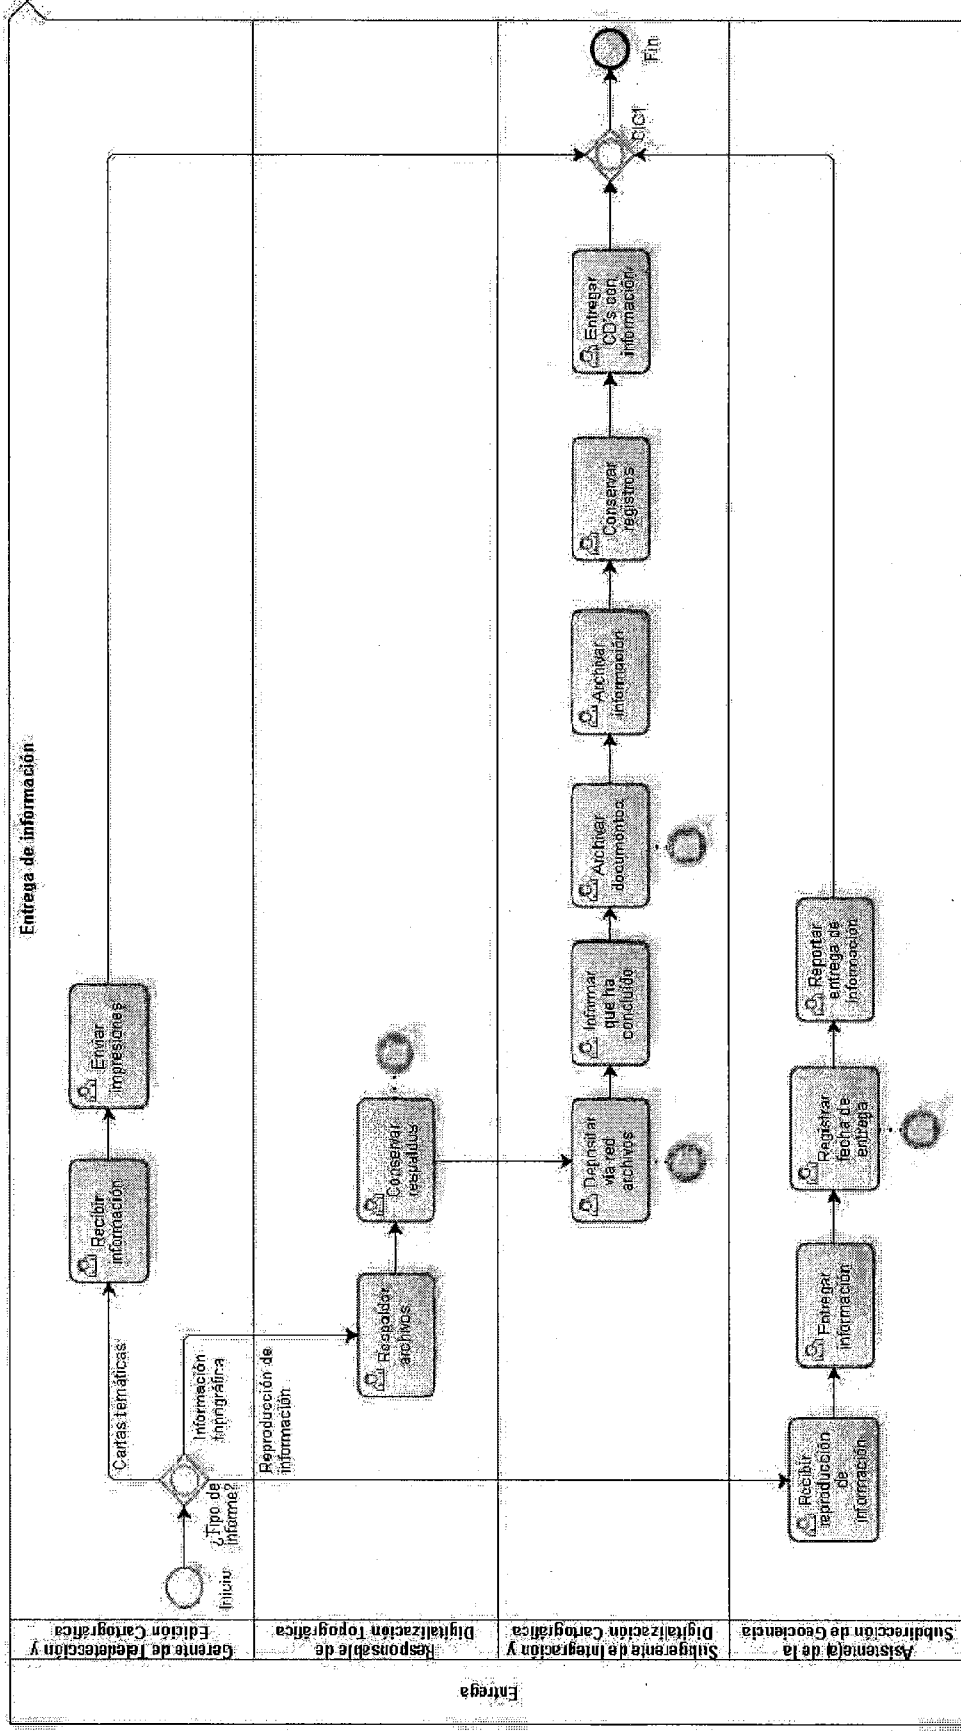 Entrega de información
Entrega
Gerente de Teledetección y
Edición Cartográfica
Responsable de
Digitalización Topográfica
Subgerente de Integración y
Digitalización Cartográfica
Asistente(a) de la
Subdirección de Geociencia
Inicio
¿Tipo de
informe?
Cartas temáticas
Información
topográfica
Reproducción de
información
Recibir
información
Enviar
impresiones
Respaldar
archivos
Conservar
respaldos
Depositar
vía red
archivos
Informar
que ha
concluido
Archivar
documentos
Archivar
información
Conservar
registros
Entregar
CD's con
información
Recibir
reproducción
de
información
Entregar
información
Registrar
fecha de
entrega
Reportar
entrega de
información
Fin